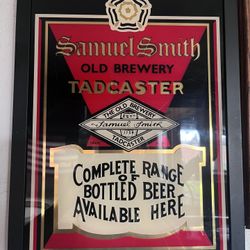 Samuel Smith
OLD BREWERY
TADCASTER
THE OLD BREWERY
Samuel Smith
TADCASTER
COMPLETE RANGE
OF
BOTTLED BEER
AVAILABLE HERE